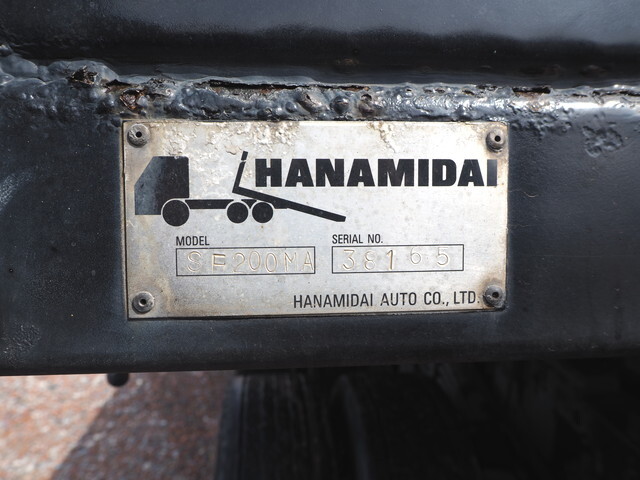 HANAMIDAI
MODEL
SERIAL NO.
SF200MA
38165
HANAMIDAI AUTO CO., LTD.